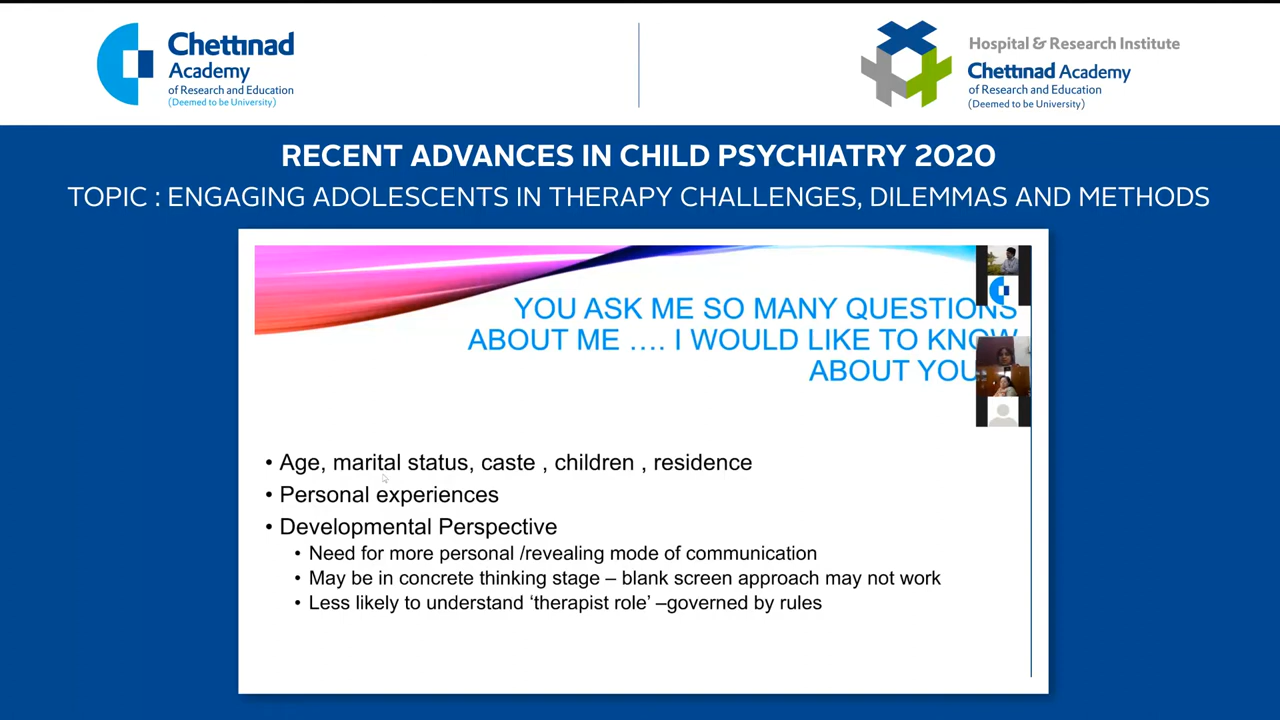 Chettinad
Academy
of Research and Education
(Deemed to be University)
Hospital & Research Institute
Chettinad Academy
of Research and Education
(Deemed to be University)
RECENT ADVANCES IN CHILD PSYCHIATRY 2020
TOPIC : ENGAGING ADOLESCENTS IN THERAPY CHALLENGES, DILEMMAS AND METHODS
YOU ASK ME SO MANY QUESTIONS
ABOUT ME …. I WOULD LIKE TO KNOW
ABOUT YOU
• Age, marital status, caste , children , residence
• Personal experiences
• Developmental Perspective
• Need for more personal /revealing mode of communication
• May be in concrete thinking stage – blank screen approach may not work
• Less likely to understand ‘therapist role’ –governed by rules